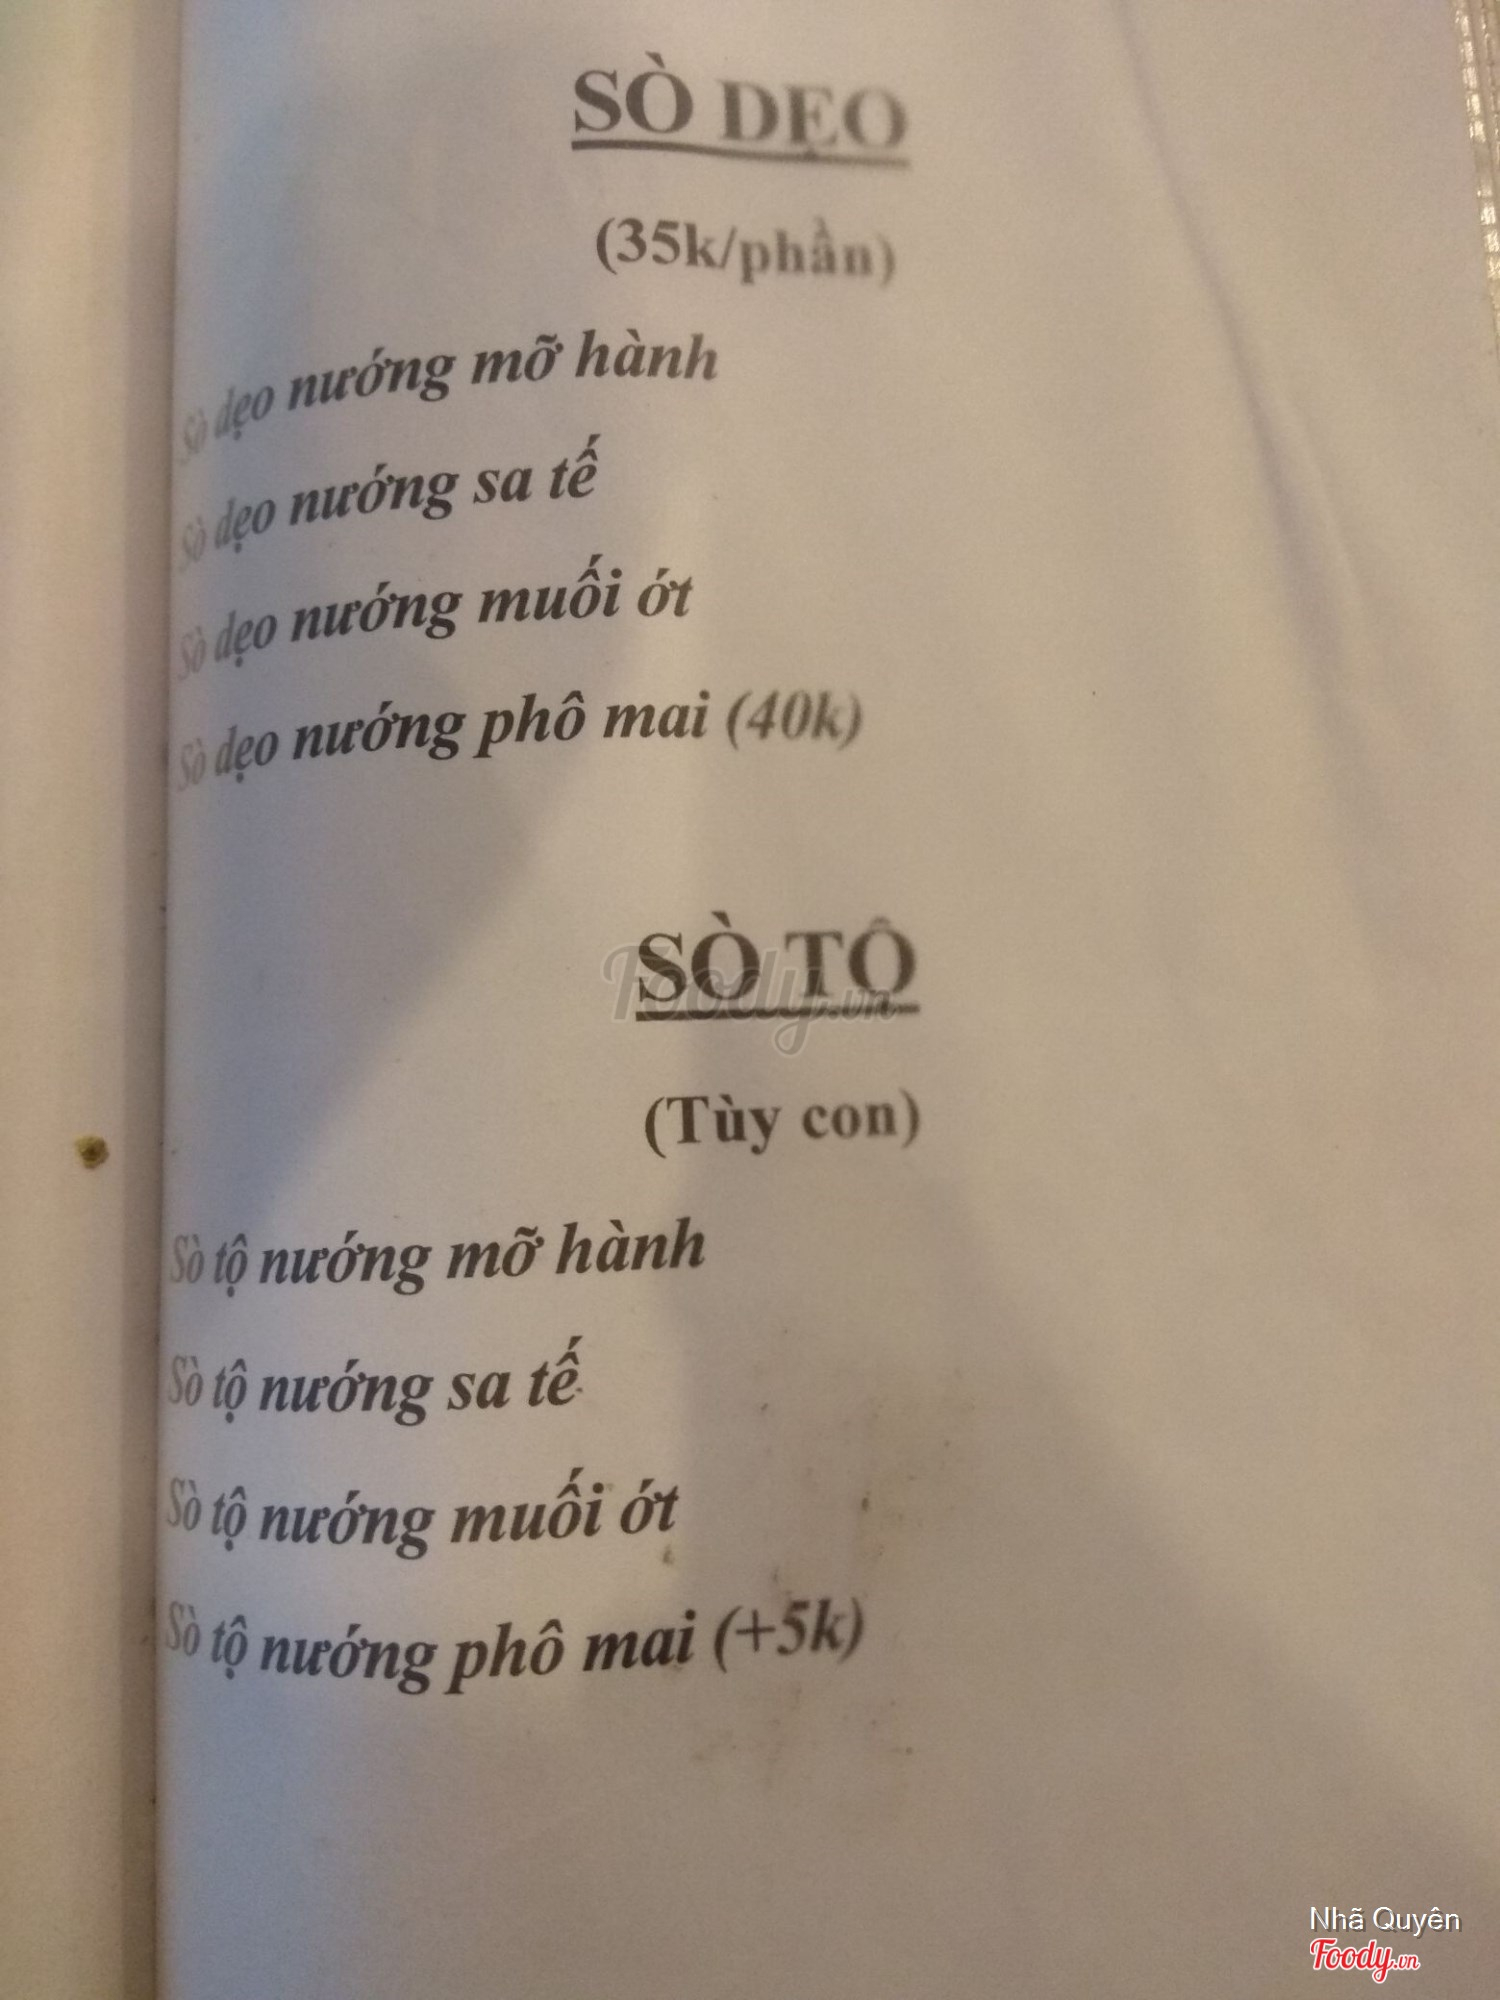 SÒ DẸO
(35k/phần)
Sò dẹo nướng mỡ hành
Sò dẹo nướng sa tế
Sò dẹo nướng muối ớt
Sò dẹo nướng phô mai (40k)
SÒ TỘ
Foody.vn
(Tùy con)
Sò tộ nướng mỡ hành
Sò tộ nướng sa tế
Sò tộ nướng muối ớt
Sò tộ nướng phô mai (+5k)
Nhã Quyên
Foody.vn